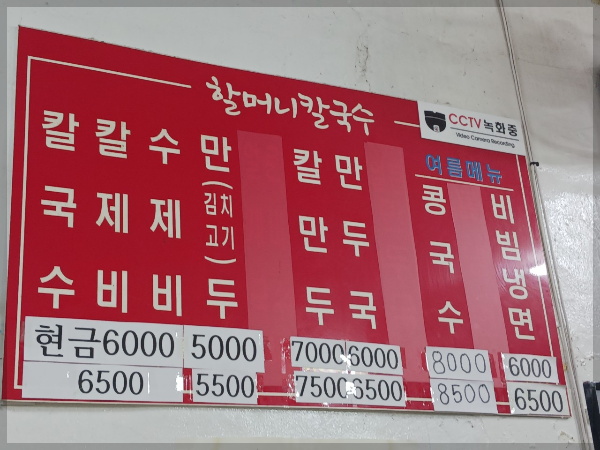 할머니칼국수
CCTV 녹화중
Video Camera Recording
칼국수
칼제비
수제비
만두
(김치
고기)
칼만두
만두국
여름메뉴
콩국수
비빔냉면
현금6000 5000 7000 6000 8000 6000
6500 5500 7500 6500 8500 6500